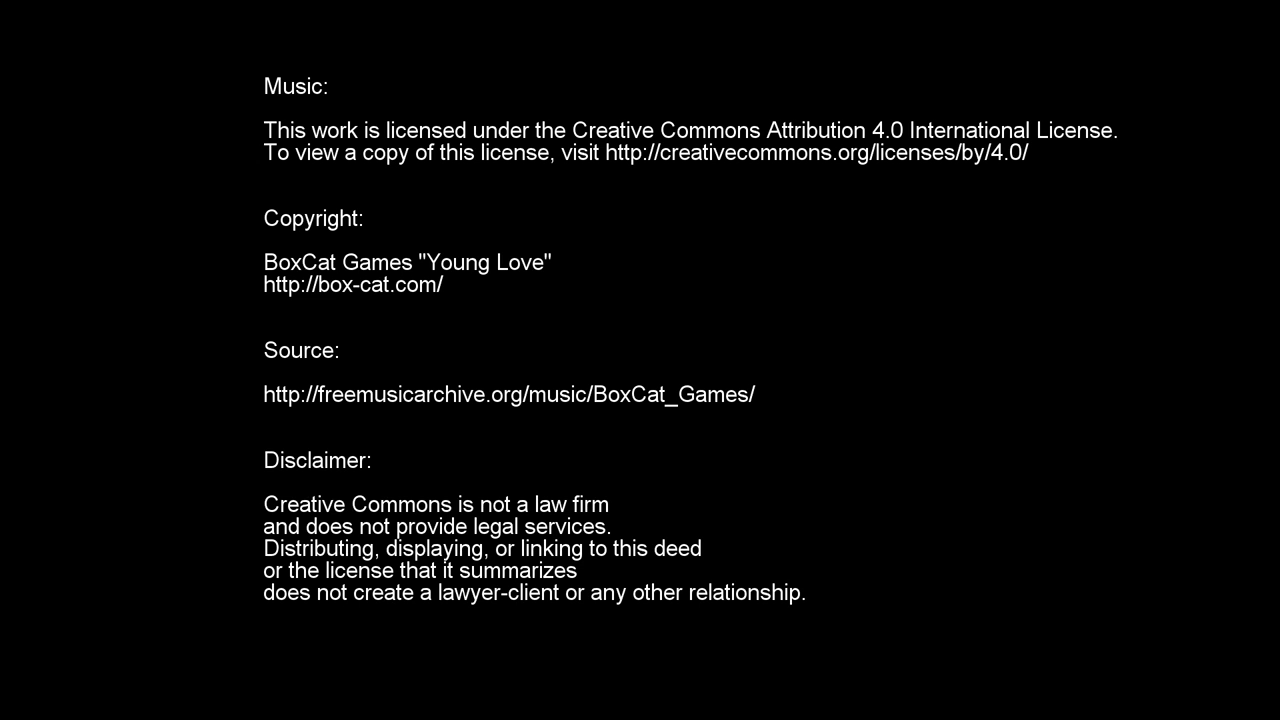 Music:
This work is licensed under the Creative Commons Attribution 4.0 International License.
To view a copy of this license, visit http://creativecommons.org/licenses/by/4.0/
Copyright:
BoxCat Games "Young Love"
http://box-cat.com/
Source:
http://freemusicarchive.org/music/BoxCat_Games/
Disclaimer:
Creative Commons is not a law firm
and does not provide legal services.
Distributing, displaying, or linking to this deed
or the license that it summarizes
does not create a lawyer-client or any other relationship.